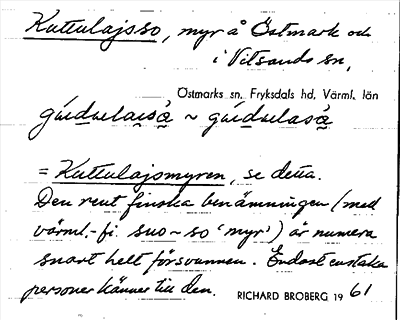 Kuttulajsso, myr å Östmark och
i Vitsands sn,
Östmarks sn, Fryksdals hd, Värml. län
= Kuttulajsmyren, se detta.
Den rent finska benämningen (med
värml.-fi suo ~ so 'myr') är numera
snart helt försvunnen. Endast enstaka
personer känner till den.
RICHARD BROBERG 1961